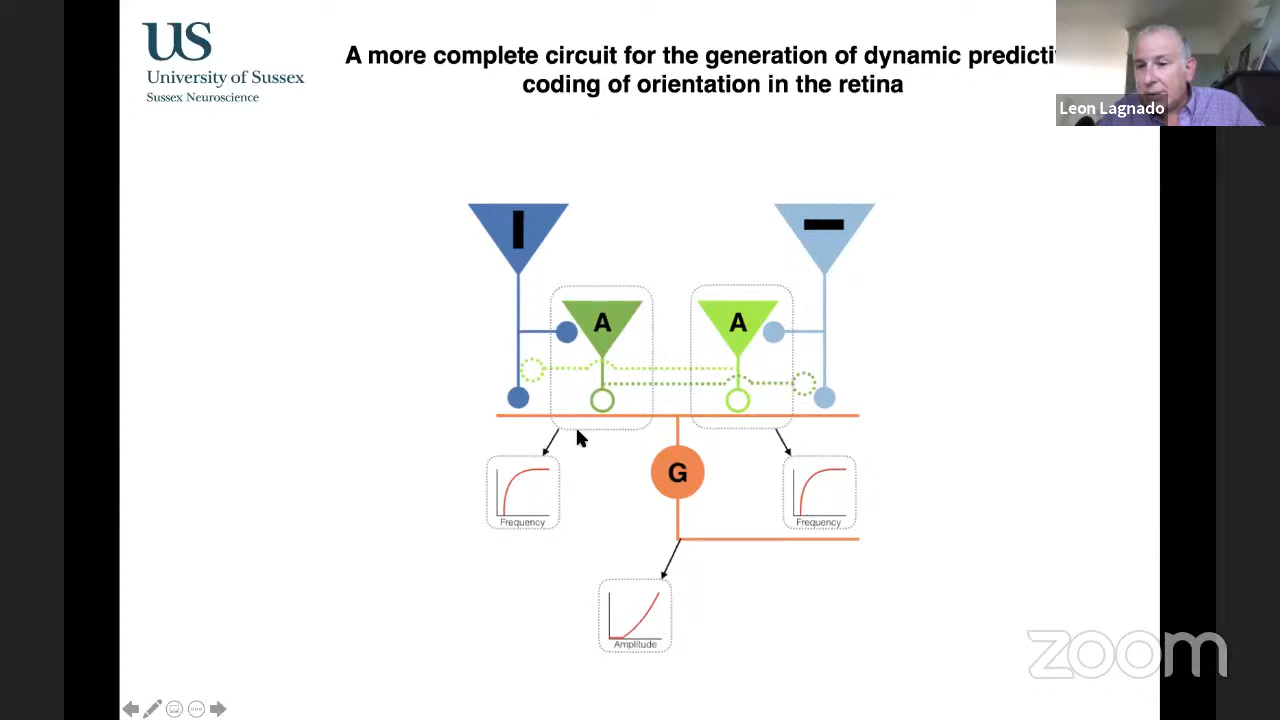 US
University of Sussex
Sussex Neuroscience
A more complete circuit for the generation of dynamic predicti
coding of orientation in the retina
Leon Lagnado
A
A
G
Frequency
Frequency
Amplitude
zoom